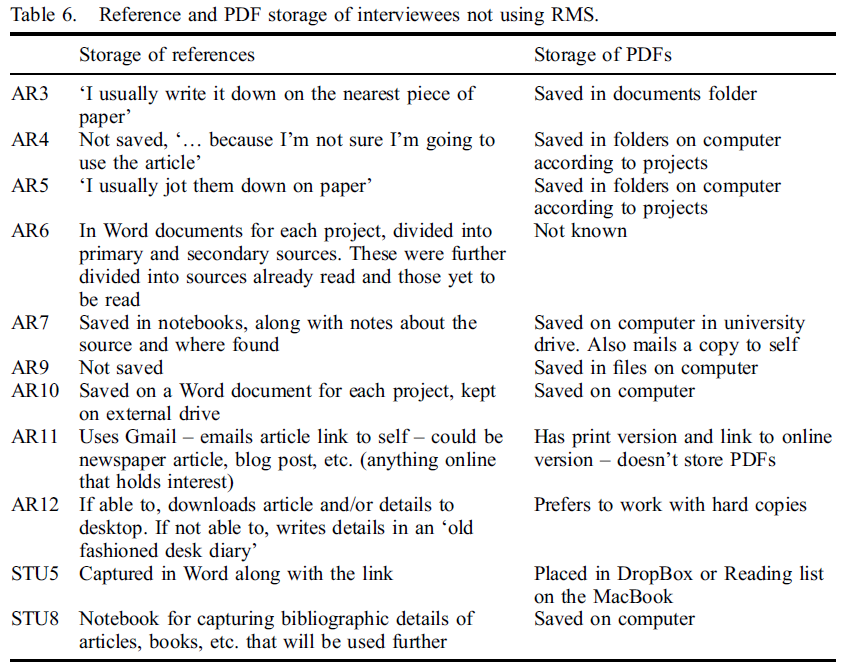 Table 6. Reference and PDF storage of interviewees not using RMS.
Storage of references Storage of PDFs
AR3 ‘I usually write it down on the nearest piece of Saved in documents folder
paper’
AR4 Not saved, ‘… because I’m not sure I’m going to Saved in folders on computer
use the article’ according to projects
AR5 ‘I usually jot them down on paper’ Saved in folders on computer
according to projects
AR6 In Word documents for each project, divided into Not known
primary and secondary sources. These were further
divided into sources already read and those yet to
be read
AR7 Saved in notebooks, along with notes about the Saved on computer in university
source and where found drive. Also mails a copy to self
AR9 Not saved Saved in files on computer
AR10 Saved on a Word document for each project, kept Saved on computer
on external drive
AR11 Uses Gmail – emails article link to self – could be Has print version and link to online
newspaper article, blog post, etc. (anything online version – doesn’t store PDFs
that holds interest)
AR12 If able to, downloads article and/or details to Prefers to work with hard copies
desktop. If not able to, writes details in an ‘old
fashioned desk diary’
STU5 Captured in Word along with the link Placed in DropBox or Reading list
on the MacBook
STU8 Notebook for capturing bibliographic details of Saved on computer
articles, books, etc. that will be used further